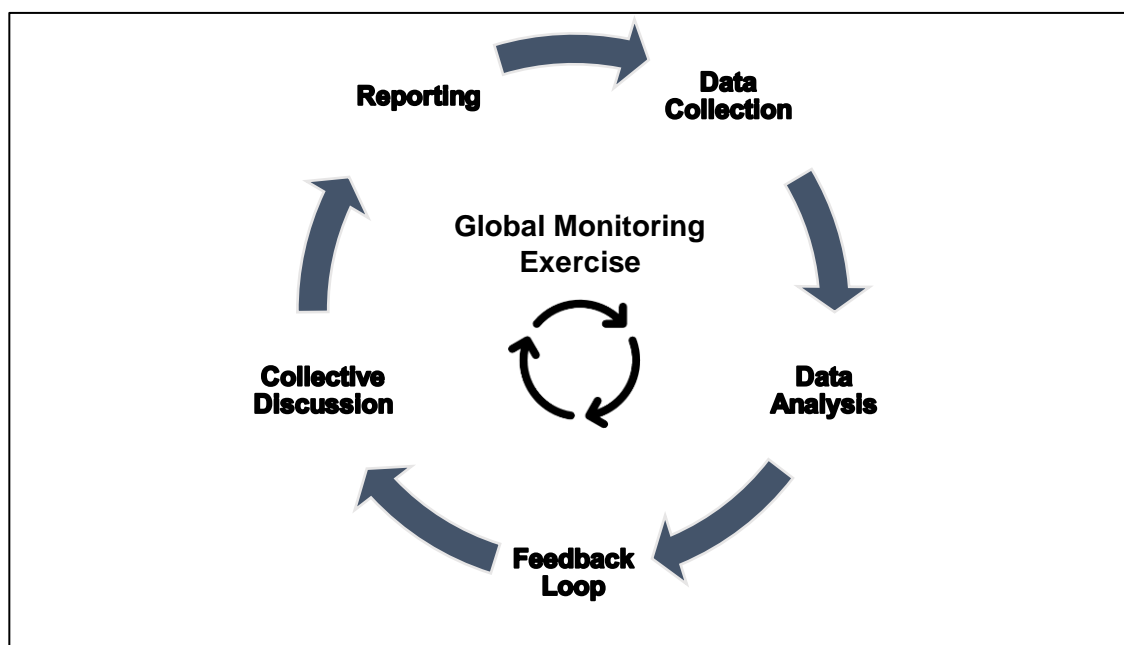 Reporting
Data
Collection
Global Monitoring
Exercise
Collective
Discussion
Data
Analysis
Feedback
Loop